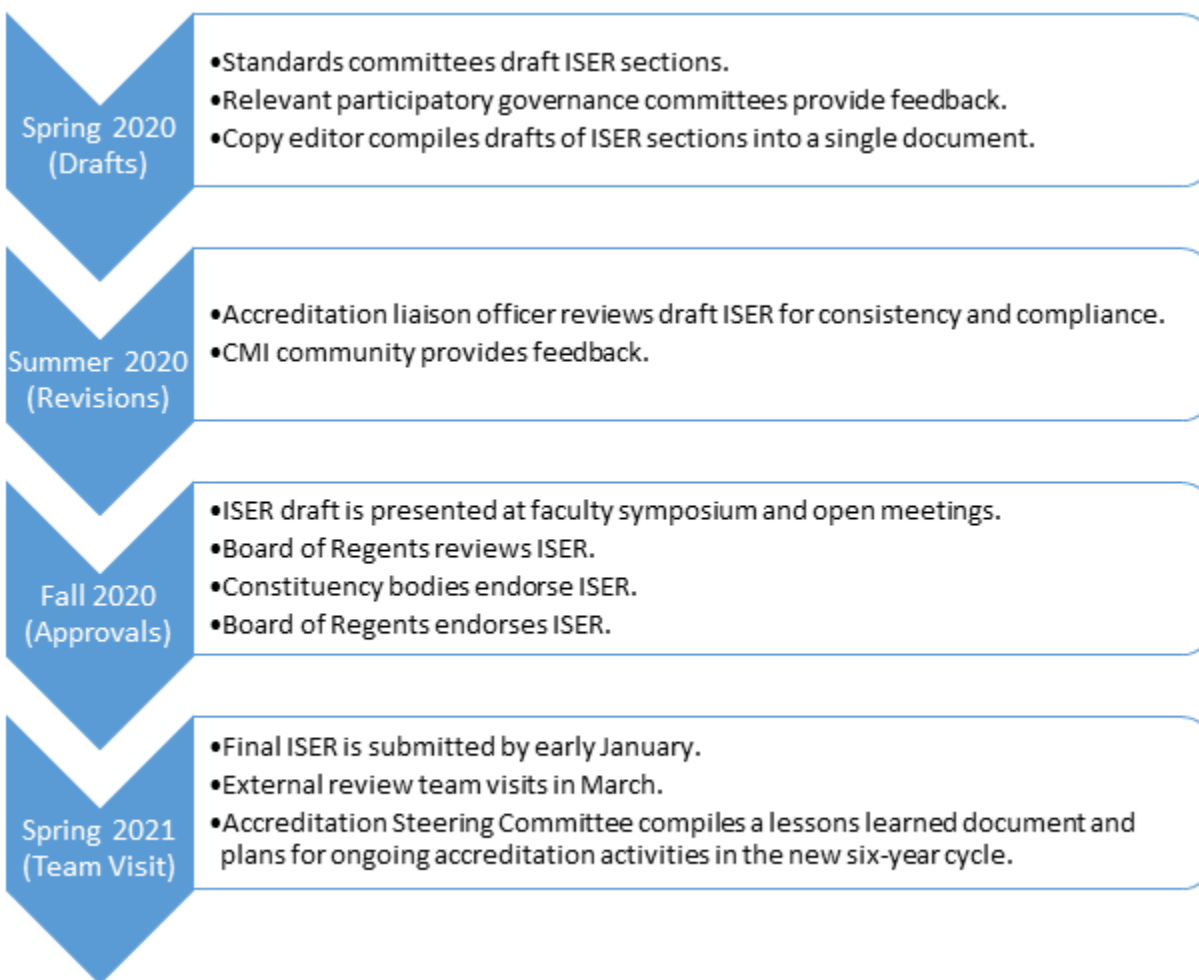 Spring 2020
(Drafts)
•Standards committees draft ISER sections.
•Relevant participatory governance committees provide feedback.
•Copy editor compiles drafts of ISER sections into a single document.
Summer 2020
(Revisions)
•Accreditation liaison officer reviews draft ISER for consistency and compliance.
•CMI community provides feedback.
Fall 2020
(Approvals)
•ISER draft is presented at faculty symposium and open meetings.
•Board of Regents reviews ISER.
•Constituency bodies endorse ISER.
•Board of Regents endorses ISER.
Spring 2021
(Team Visit)
•Final ISER is submitted by early January.
•External review team visits in March.
•Accreditation Steering Committee compiles a lessons learned document and
plans for ongoing accreditation activities in the new six-year cycle.